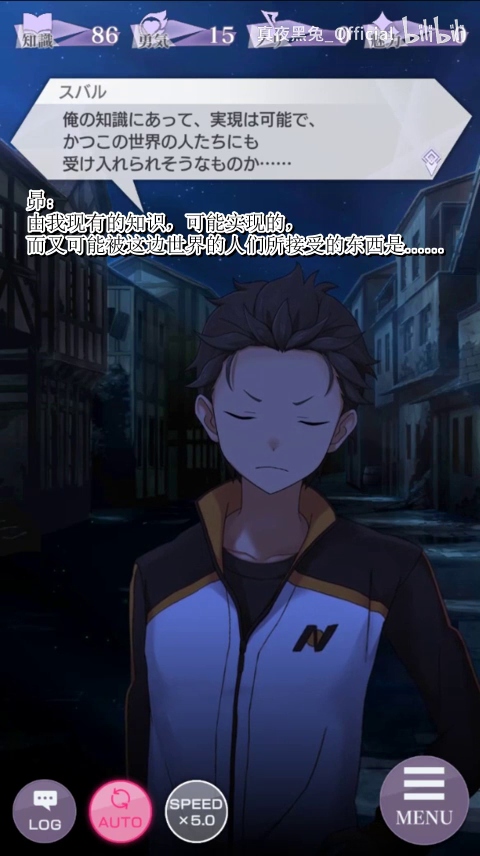 知識 86 勇気 15 0 魅力 0
真夜黑兔_Official bilibili
スバル
俺の知識にあって、実現は可能で、
かつこの世界の人たちにも
受け入れられそうなものか……
昴：
由我现有的知识，可能实现的，
而又可能被这边世界的人们所接受的东西是......
N
LOG
AUTO
SPEED
×5.0
MENU